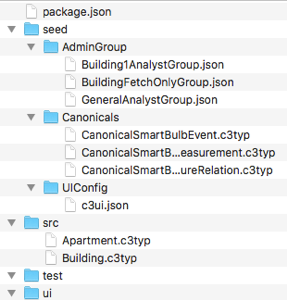 package.json
seed
AdminGroup
Building1AnalystGroup.json
BuildingFetchOnlyGroup.json
GeneralAnalystGroup.json
Canonicals
CanonicalSmartBulbEvent.c3typ
CanonicalSmartB...easurement.c3typ
CanonicalSmartB...ureRelation.c3typ
UIConfig
c3ui.json
src
Apartment.c3typ
Building.c3typ
test
ui